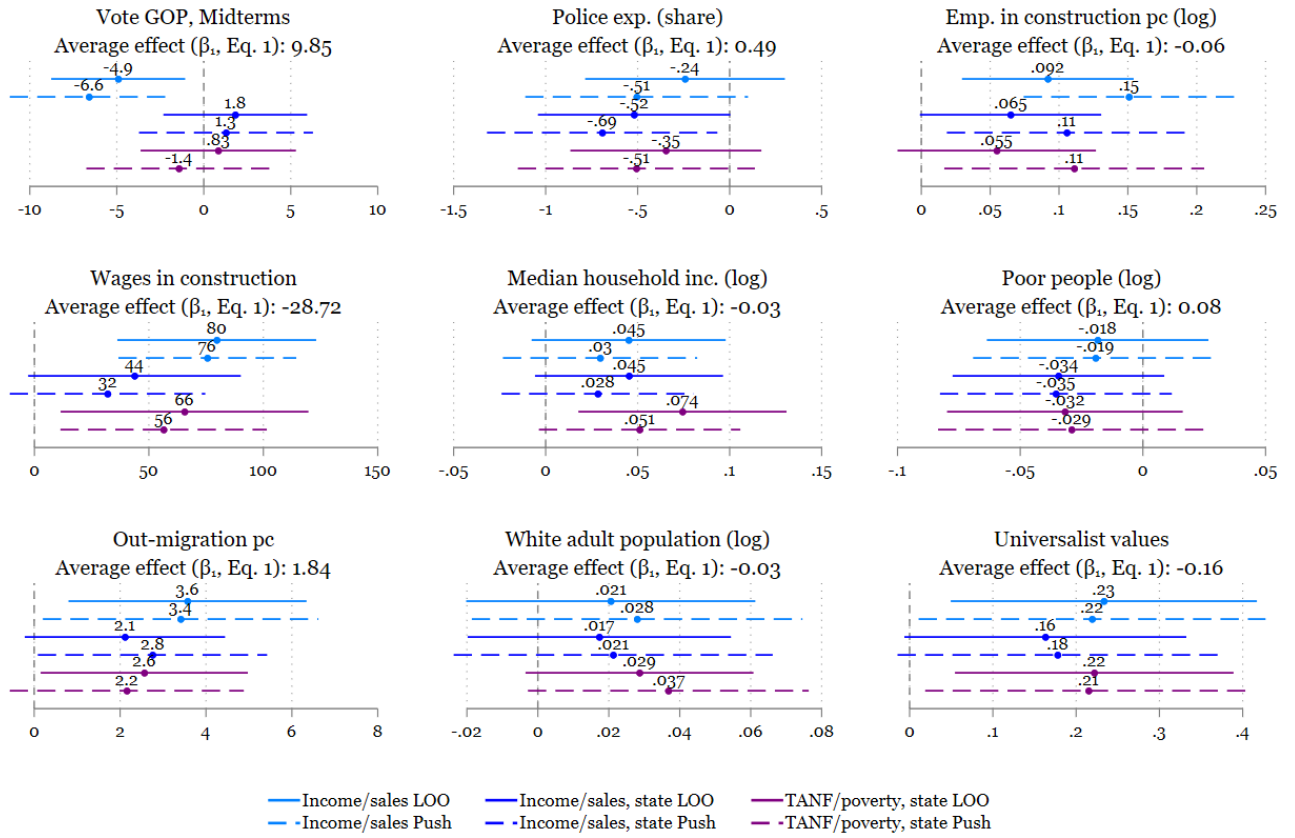 Vote GOP, Midterms
Average effect (β₁, Eq. 1): 9.85
-4.9
-6.6
1.8
1.3
.83
-1.4
-10 -5 0 5 10
Police exp. (share)
Average effect (β₁, Eq. 1): 0.49
-.24
-.51
-.52
-.69
-.35
-.51
-1.5 -1 -.5 0 .5
Emp. in construction pc (log)
Average effect (β₁, Eq. 1): -0.06
.092
.15
.065
.11
.055
.11
0 .05 .1 .15 .2 .25
Wages in construction
Average effect (β₁, Eq. 1): -28.72
80
76
44
32
66
56
0 50 100 150
Median household inc. (log)
Average effect (β₁, Eq. 1): -0.03
.045
.03
.045
.028
.074
.051
-.05 0 .05 .1 .15
Poor people (log)
Average effect (β₁, Eq. 1): 0.08
-.018
-.019
-.034
-.035
-.032
-.029
-.1 -.05 0 .05
Out-migration pc
Average effect (β₁, Eq. 1): 1.84
3.6
3.4
2.1
2.8
2.6
2.2
0 2 4 6 8
White adult population (log)
Average effect (β₁, Eq. 1): -0.03
.021
.028
.017
.021
.029
.037
-.02 0 .02 .04 .06 .08
Universalist values
Average effect (β₁, Eq. 1): -0.16
.23
.22
.16
.18
.22
.21
0 .1 .2 .3 .4
Income/sales LOO Income/sales, state LOO TANF/poverty, state LOO
Income/sales Push Income/sales, state Push TANF/poverty, state Push